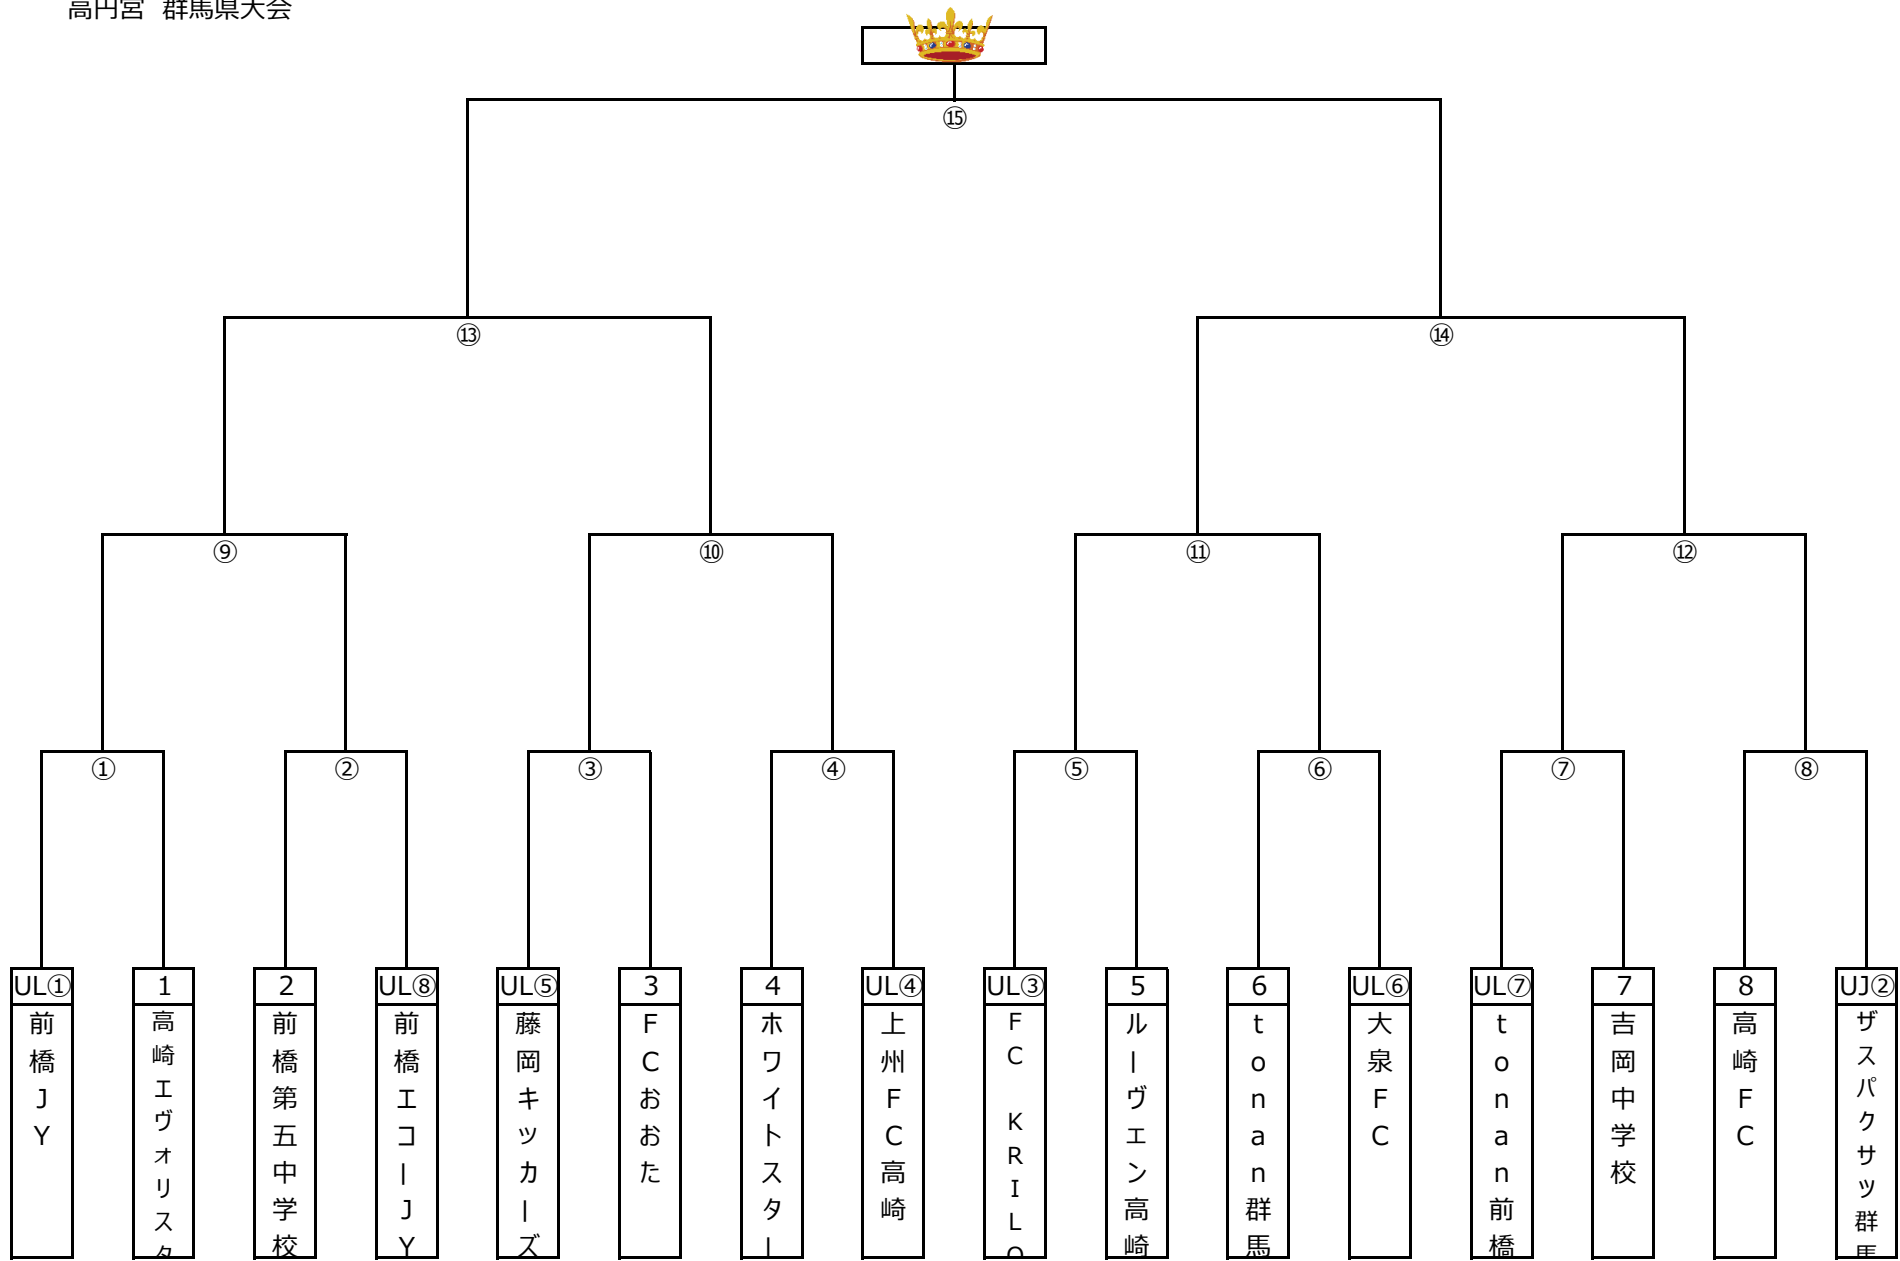 高円宮 群馬県大会
⑮
⑬
⑭
⑨
⑩
⑪
⑫
①
②
③
④
⑤
⑥
⑦
⑧
UL①
1
2
UL⑧
UL⑤
3
4
UL④
UL③
5
6
UL⑥
UL⑦
7
8
UJ②
前橋JY
高崎エヴォリスタ
前橋第五中学校
前橋エコーJY
藤岡キッカーズ
FCおおた
ホワイトスター
上州FC高崎
FC KRILO
ルーヴェン高崎
tonan群馬
大泉FC
tonan前橋
吉岡中学校
高崎FC
ザスパクサツ群馬